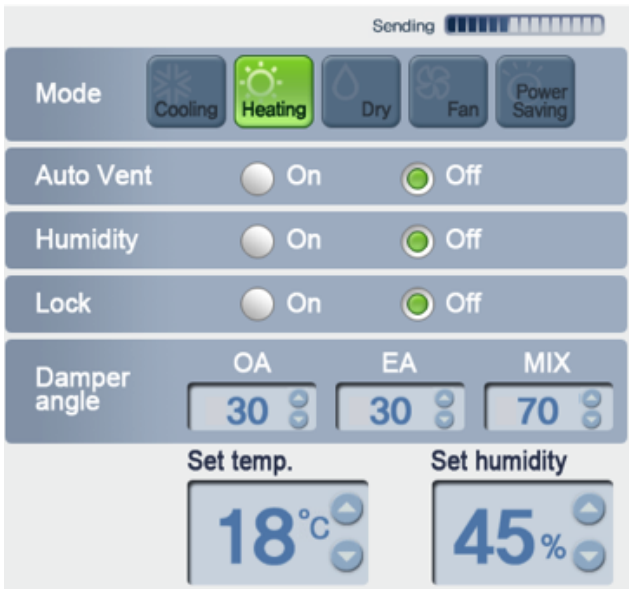 Sending
Mode Cooling Heating Dry Fan Power Saving
Auto Vent On Off
Humidity On Off
Lock On Off
OA EA MIX
Damper angle 30 30 70
Set temp. Set humidity
18°C 45%